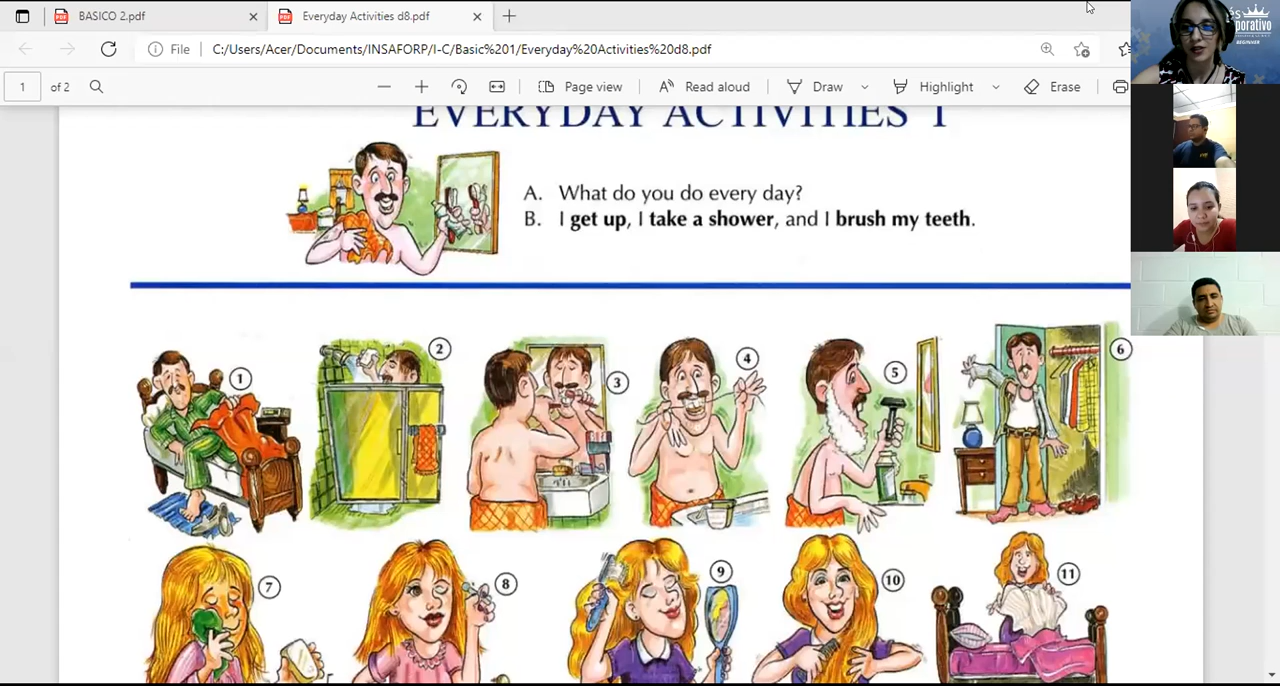 BASICO 2.pdf
Everyday Activities d8.pdf
File C:/Users/Acer/Documents/INSAFORP/I-C/Basic%201/Everyday%20Activities%20d8.pdf
1 of 2 Page view Read aloud Draw Highlight Erase
EVERYDAY ACTIVITIES 1
A. What do you do every day?
B. I get up, I take a shower, and I brush my teeth.
1
2
3
4
5
6
7
8
9
10
11
BEGINNER